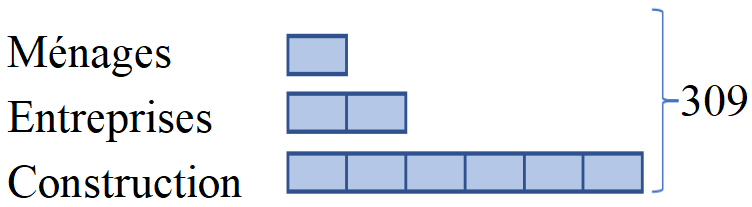 Ménages
Entreprises
Construction
309